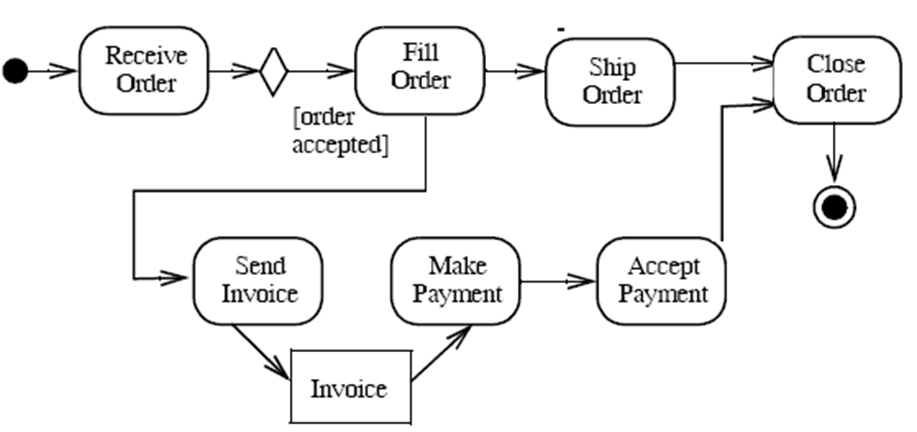 Receive
Order
Fill
Order
Ship
Order
Close
Order
[order
accepted]
Send
Invoice
Make
Payment
Accept
Payment
Invoice